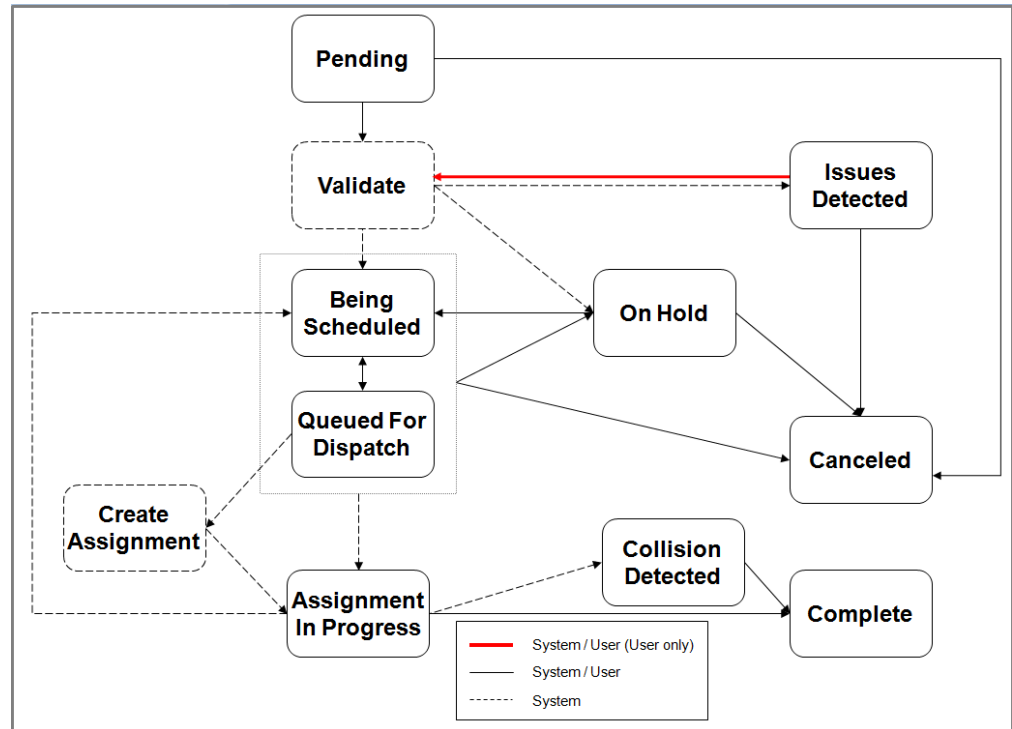 Pending
Validate
Issues
Detected
Being
Scheduled
On Hold
Queued For
Dispatch
Canceled
Create
Assignment
Collision
Detected
Assignment
In Progress
Complete
System / User (User only)
System / User
System